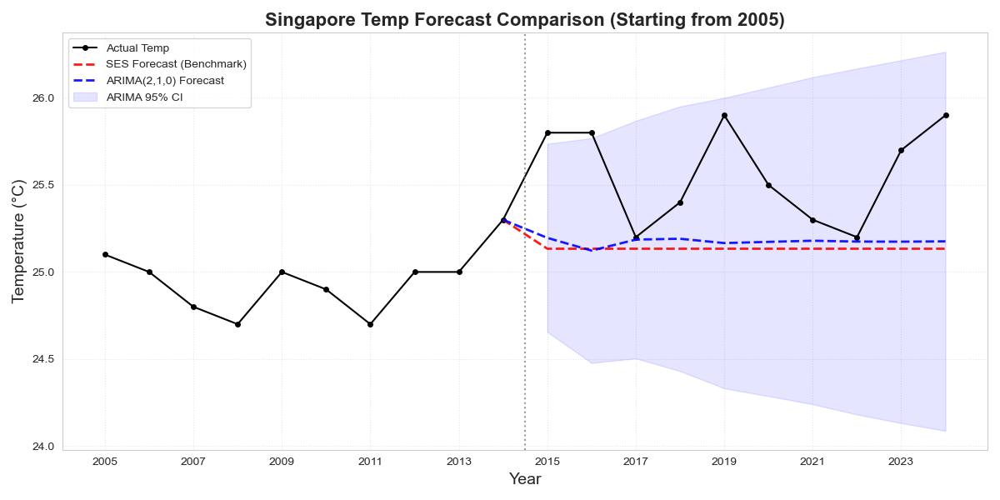 Singapore Temp Forecast Comparison (Starting from 2005)
Actual Temp
SES Forecast (Benchmark)
ARIMA(2,1,0) Forecast
ARIMA 95% CI
Temperature (°C)
26.0
25.5
25.0
24.5
24.0
2005 2007 2009 2011 2013 2015 2017 2019 2021 2023
Year